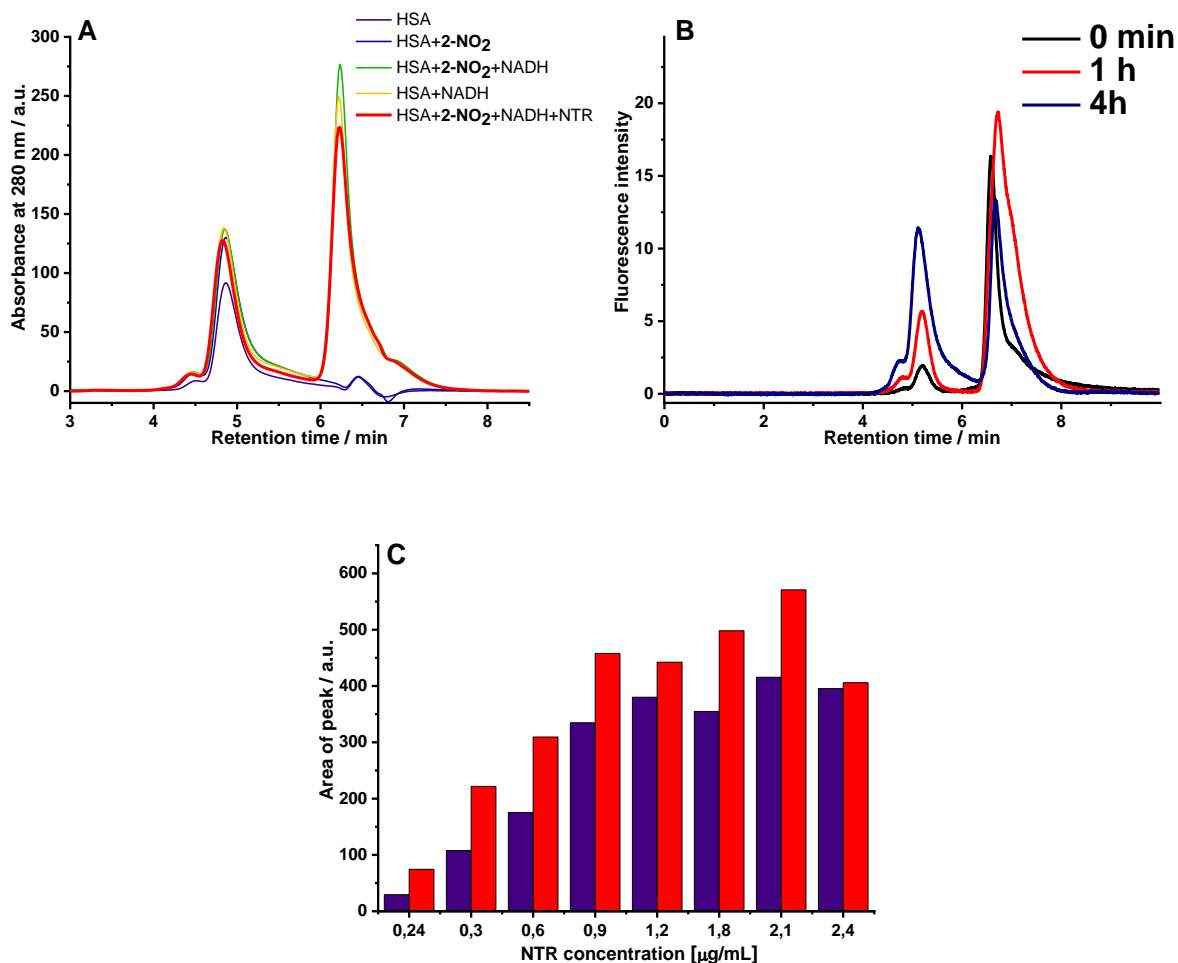 A
HSA
HSA+2-NO2
HSA+2-NO2+NADH
HSA+NADH
HSA+2-NO2+NADH+NTR
Absorbance at 280 nm / a.u.
300
250
200
150
100
50
0
3 4 5 6 7 8
Retention time / min
B
0 min
1 h
4h
Fluorescence intensity
20
15
10
5
0
0 2 4 6 8
Retention time / min
C
Area of peak / a.u.
600
500
400
300
200
100
0
0,24 0,3 0,6 0,9 1,2 1,8 2,1 2,4
NTR concentration [μg/mL]